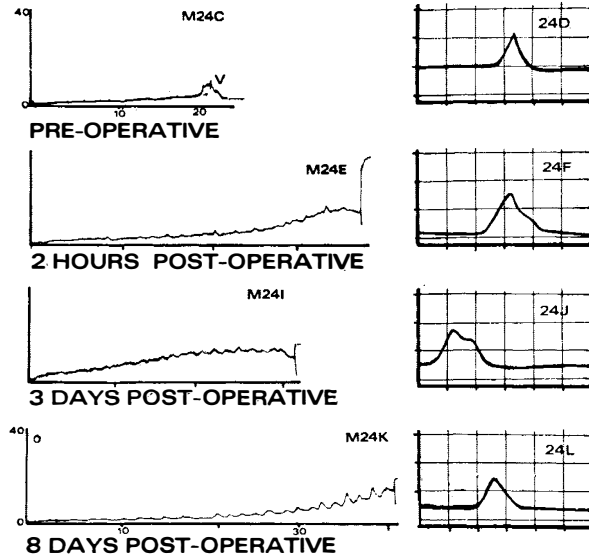 40
M24C
24D
V
0
10
20
PRE-OPERATIVE
M24E
24F
2 HOURS POST-OPERATIVE
M24I
24J
3 DAYS POST-OPERATIVE
40
0
M24K
24L
0
10
30
8 DAYS POST-OPERATIVE